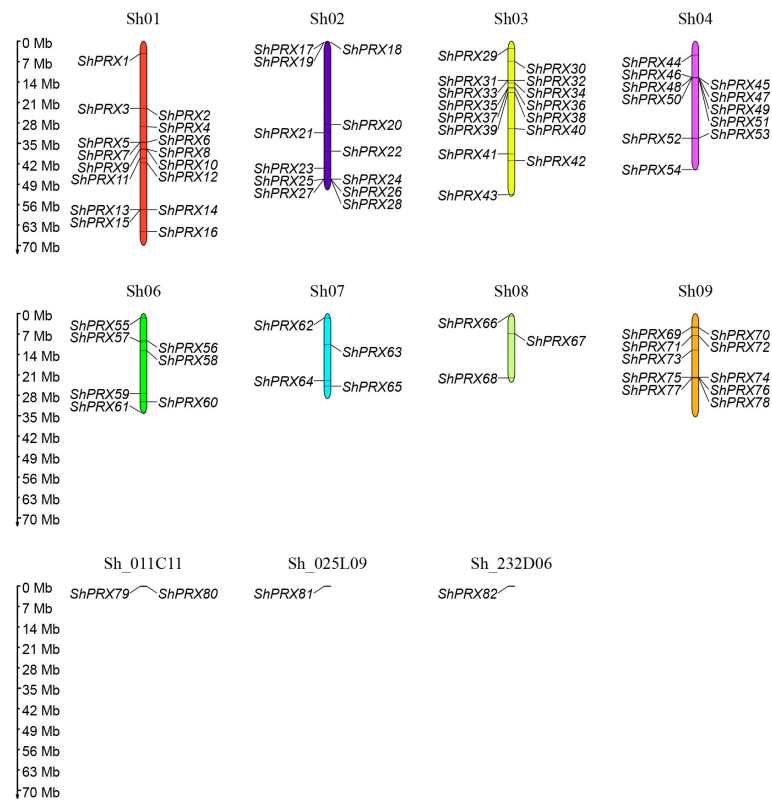 Sh01 Sh02 Sh03 Sh04
0 Mb
7 Mb
14 Mb
21 Mb
28 Mb
35 Mb
42 Mb
49 Mb
56 Mb
63 Mb
70 Mb
ShPRX1
ShPRX3 ShPRX2
ShPRX4
ShPRX5 ShPRX6
ShPRX7 ShPRX8
ShPRX9 ShPRX10
ShPRX11 ShPRX12
ShPRX13 ShPRX14
ShPRX15
ShPRX16
ShPRX17 ShPRX18
ShPRX19
ShPRX20
ShPRX21
ShPRX22
ShPRX23
ShPRX25 ShPRX24
ShPRX27 ShPRX26
ShPRX28
ShPRX29
ShPRX30
ShPRX31 ShPRX32
ShPRX33 ShPRX34
ShPRX35 ShPRX36
ShPRX37 ShPRX38
ShPRX39 ShPRX40
ShPRX41
ShPRX42
ShPRX43
ShPRX44
ShPRX46
ShPRX48 ShPRX45
ShPRX50 ShPRX47
ShPRX49
ShPRX51
ShPRX52 ShPRX53
ShPRX54
Sh06 Sh07 Sh08 Sh09
0 Mb
7 Mb
14 Mb
21 Mb
28 Mb
35 Mb
42 Mb
49 Mb
56 Mb
63 Mb
70 Mb
ShPRX55
ShPRX57 ShPRX56
ShPRX58
ShPRX59
ShPRX61 ShPRX60
ShPRX62
ShPRX63
ShPRX64 ShPRX65
ShPRX66
ShPRX67
ShPRX68
ShPRX69 ShPRX70
ShPRX71 ShPRX72
ShPRX73
ShPRX75 ShPRX74
ShPRX77 ShPRX76
ShPRX78
Sh_011C11 Sh_025L09 Sh_232D06
0 Mb
7 Mb
14 Mb
21 Mb
28 Mb
35 Mb
42 Mb
49 Mb
56 Mb
63 Mb
70 Mb
ShPRX79 ShPRX80
ShPRX81
ShPRX82